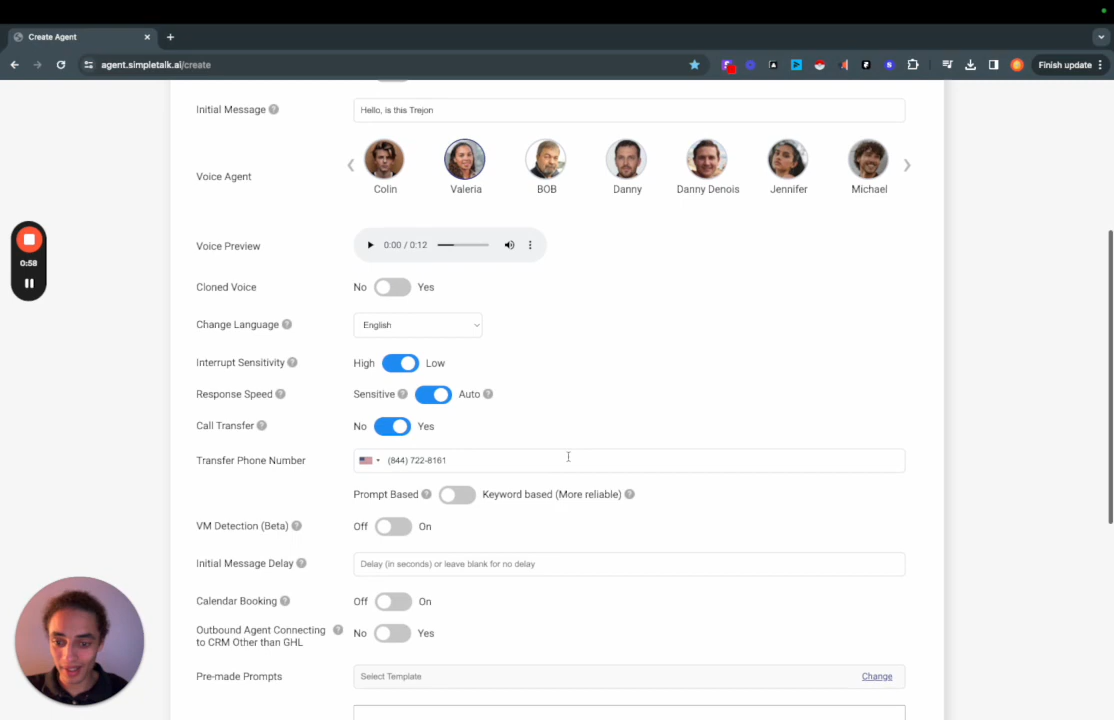 Create Agent
agent.simpletalk.ai/create
Finish update
Initial Message
Hello, is this Trejon
Voice Agent
Colin Valeria BOB Danny Danny Denois Jennifer Michael
Voice Preview
0:00 / 0:12
Cloned Voice No Yes
0:58
Change Language English
Interrupt Sensitivity High Low
Response Speed Sensitive Auto
Call Transfer No Yes
Transfer Phone Number (844) 722-8161
Prompt Based Keyword based (More reliable)
VM Detection (Beta) Off On
Initial Message Delay Delay (in seconds) or leave blank for no delay
Calendar Booking Off On
Outbound Agent Connecting
to CRM Other than GHL No Yes
Pre-made Prompts Select Template Change